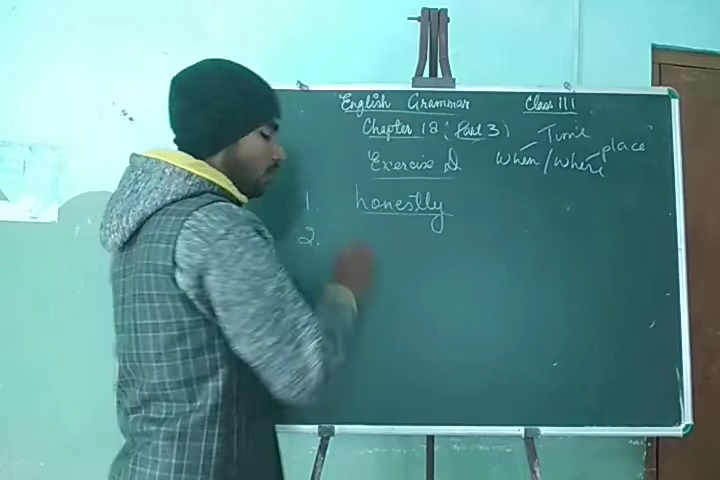 English Grammar Class III
Chapter 18 (Part 3)
Time
Exercise D When / Where place
1. honestly
2.